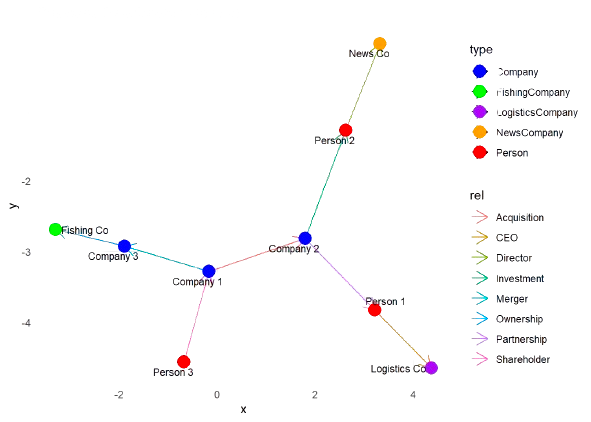 News Co
Person 2
Fishing Co
Company 3
Company 2
Company 1
Person 1
Person 3
Logistics Co
-2
-3
-4
y
-2
0
2
4
x
type
Company
FishingCompany
LogisticsCompany
NewsCompany
Person
rel
Acquisition
CEO
Director
Investment
Merger
Ownership
Partnership
Shareholder